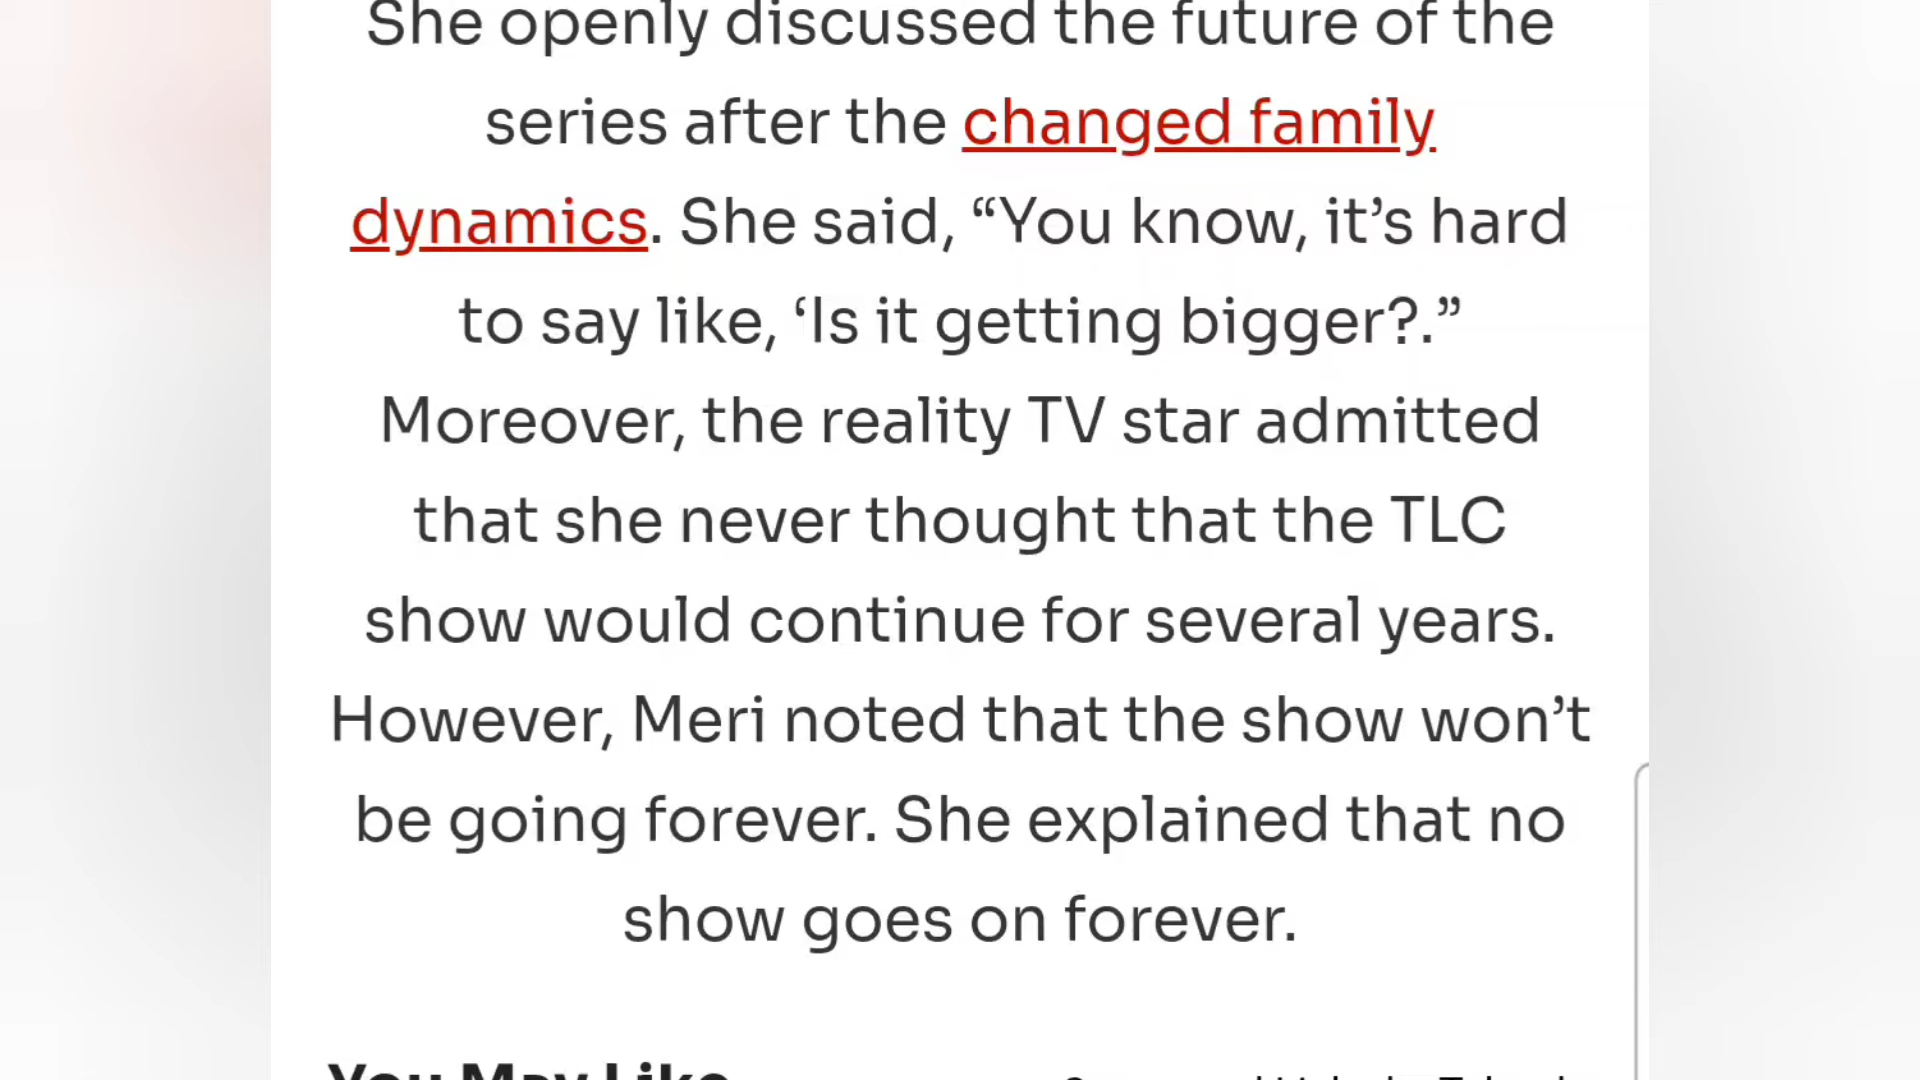 She openly discussed the future of the
series after the changed family
dynamics. She said, “You know, it’s hard
to say like, ‘Is it getting bigger?.”
Moreover, the reality TV star admitted
that she never thought that the TLC
show would continue for several years.
However, Meri noted that the show won’t
be going forever. She explained that no
show goes on forever.
You May Like